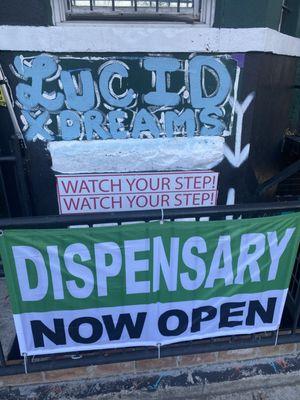 LUCID
X DREAMS
WATCH YOUR STEP!
WATCH YOUR STEP!
DISPENSARY
NOW OPEN